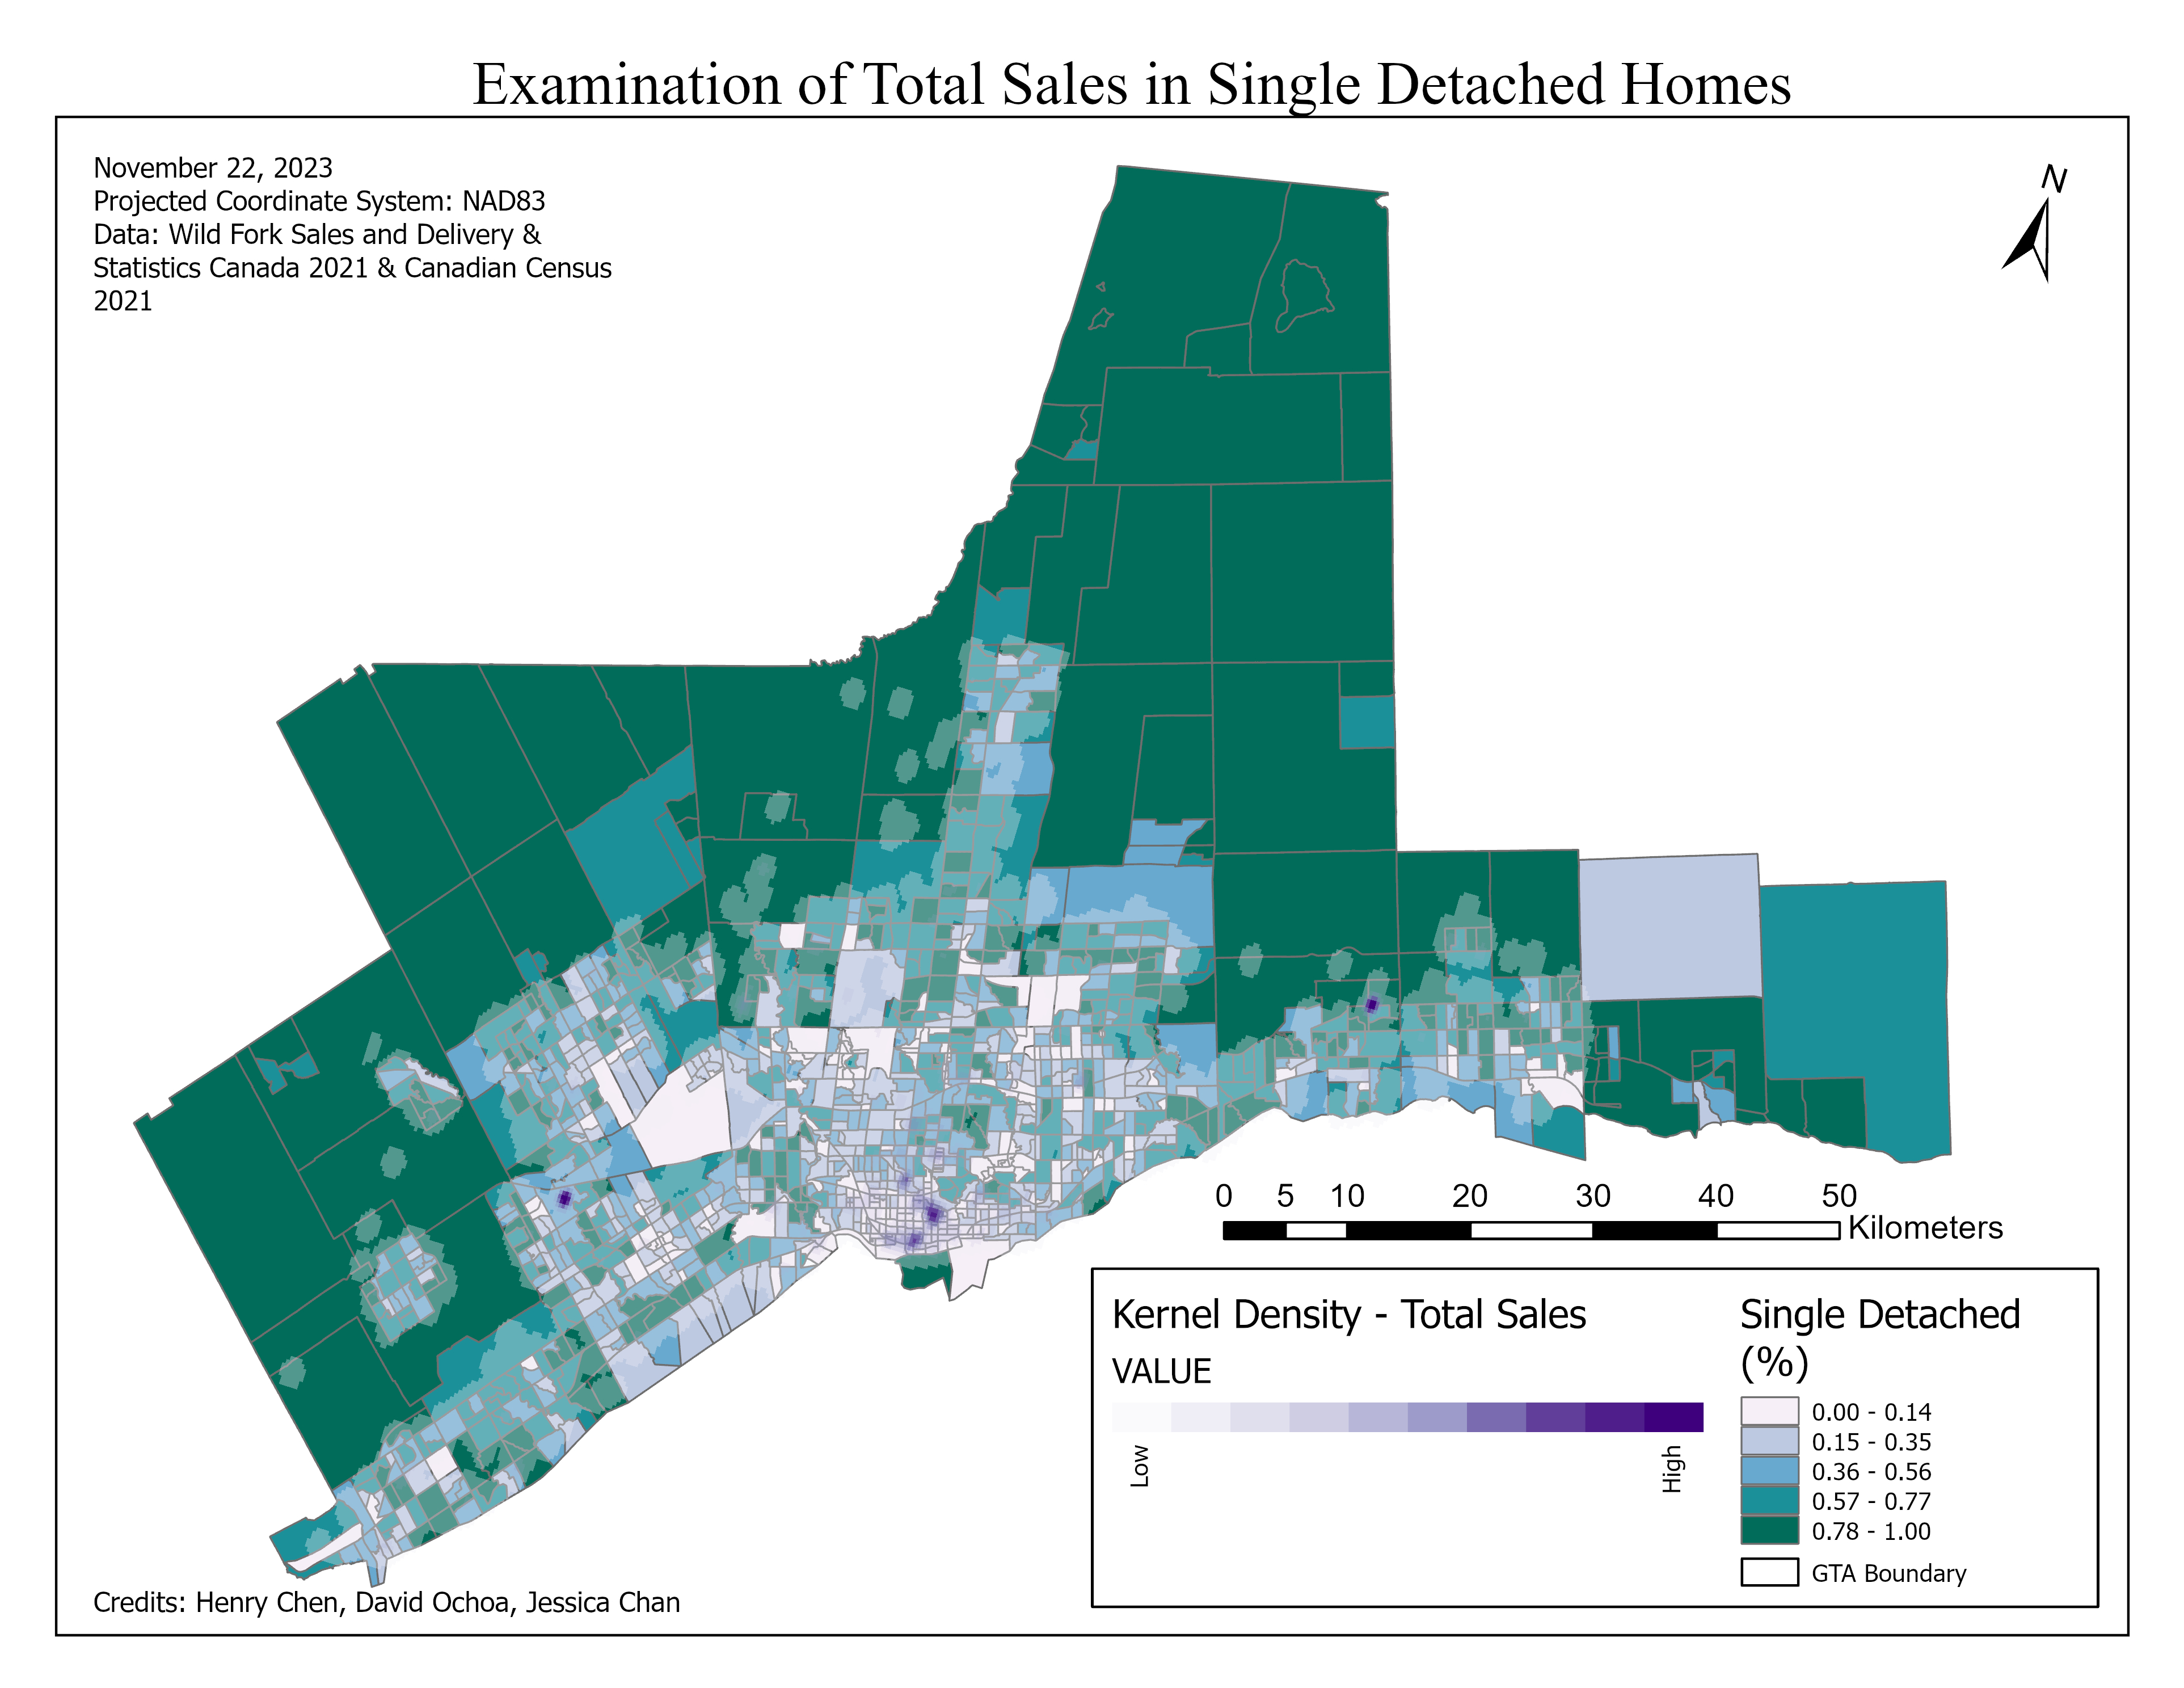 Examination of Total Sales in Single Detached Homes
November 22, 2023
Projected Coordinate System: NAD83
Data: Wild Fork Sales and Delivery &
Statistics Canada 2021 & Canadian Census
2021
N
0 5 10 20 30 40 50
Kilometers
Kernel Density - Total Sales
VALUE
Low
High
Single Detached
(%)
0.00 - 0.14
0.15 - 0.35
0.36 - 0.56
0.57 - 0.77
0.78 - 1.00
GTA Boundary
Credits: Henry Chen, David Ochoa, Jessica Chan